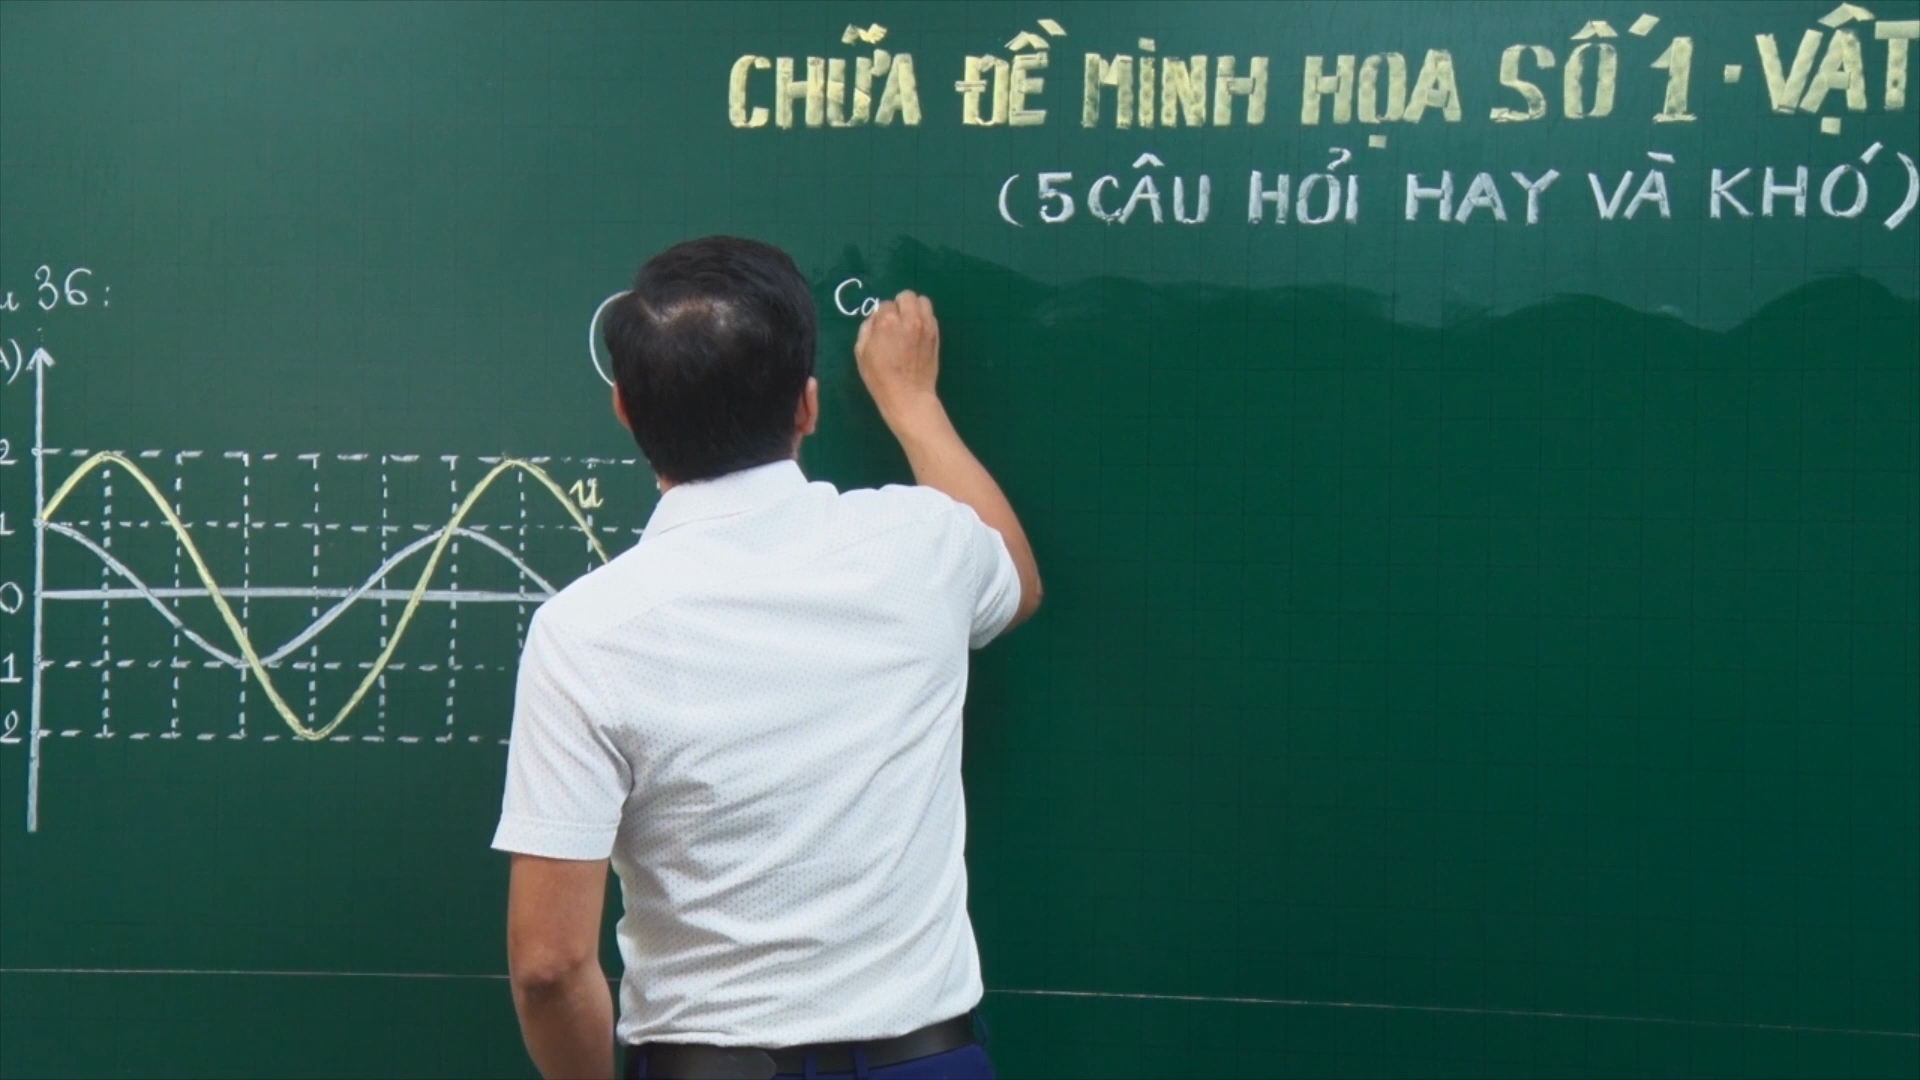 CHỮA ĐỀ MINH HỌA SỐ 1 · VẬT
(5 CÂU HỎI HAY VÀ KHÓ)
36:
Ca
A)
2
u
1
0
1
2